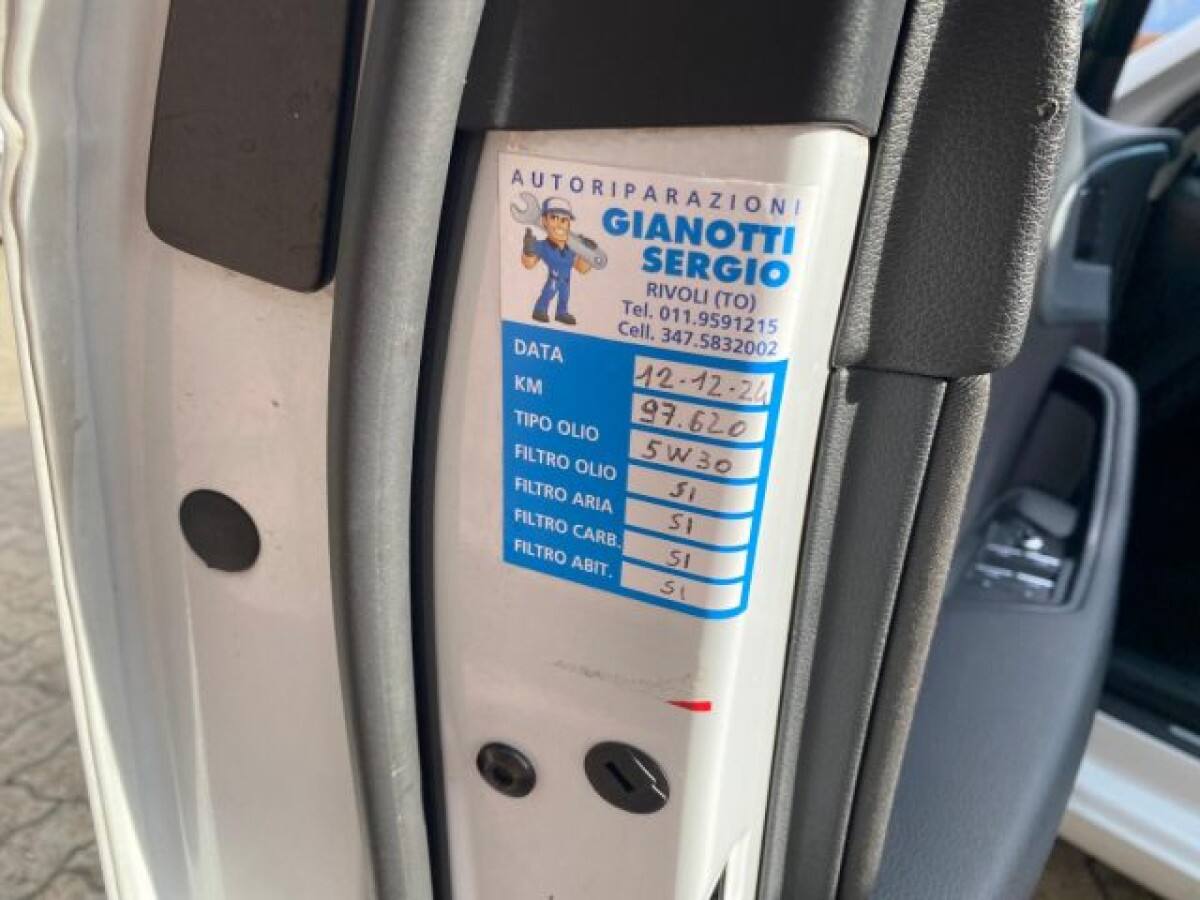 AUTORIPARAZIONI
GIANOTTI
SERGIO
RIVOLI (TO)
Tel. 011.9591215
Cell. 347.5832002
DATA 12-12-24
KM 97.620
TIPO OLIO 5W30
FILTRO OLIO SI
FILTRO ARIA SI
FILTRO CARB. SI
FILTRO ABIT. SI